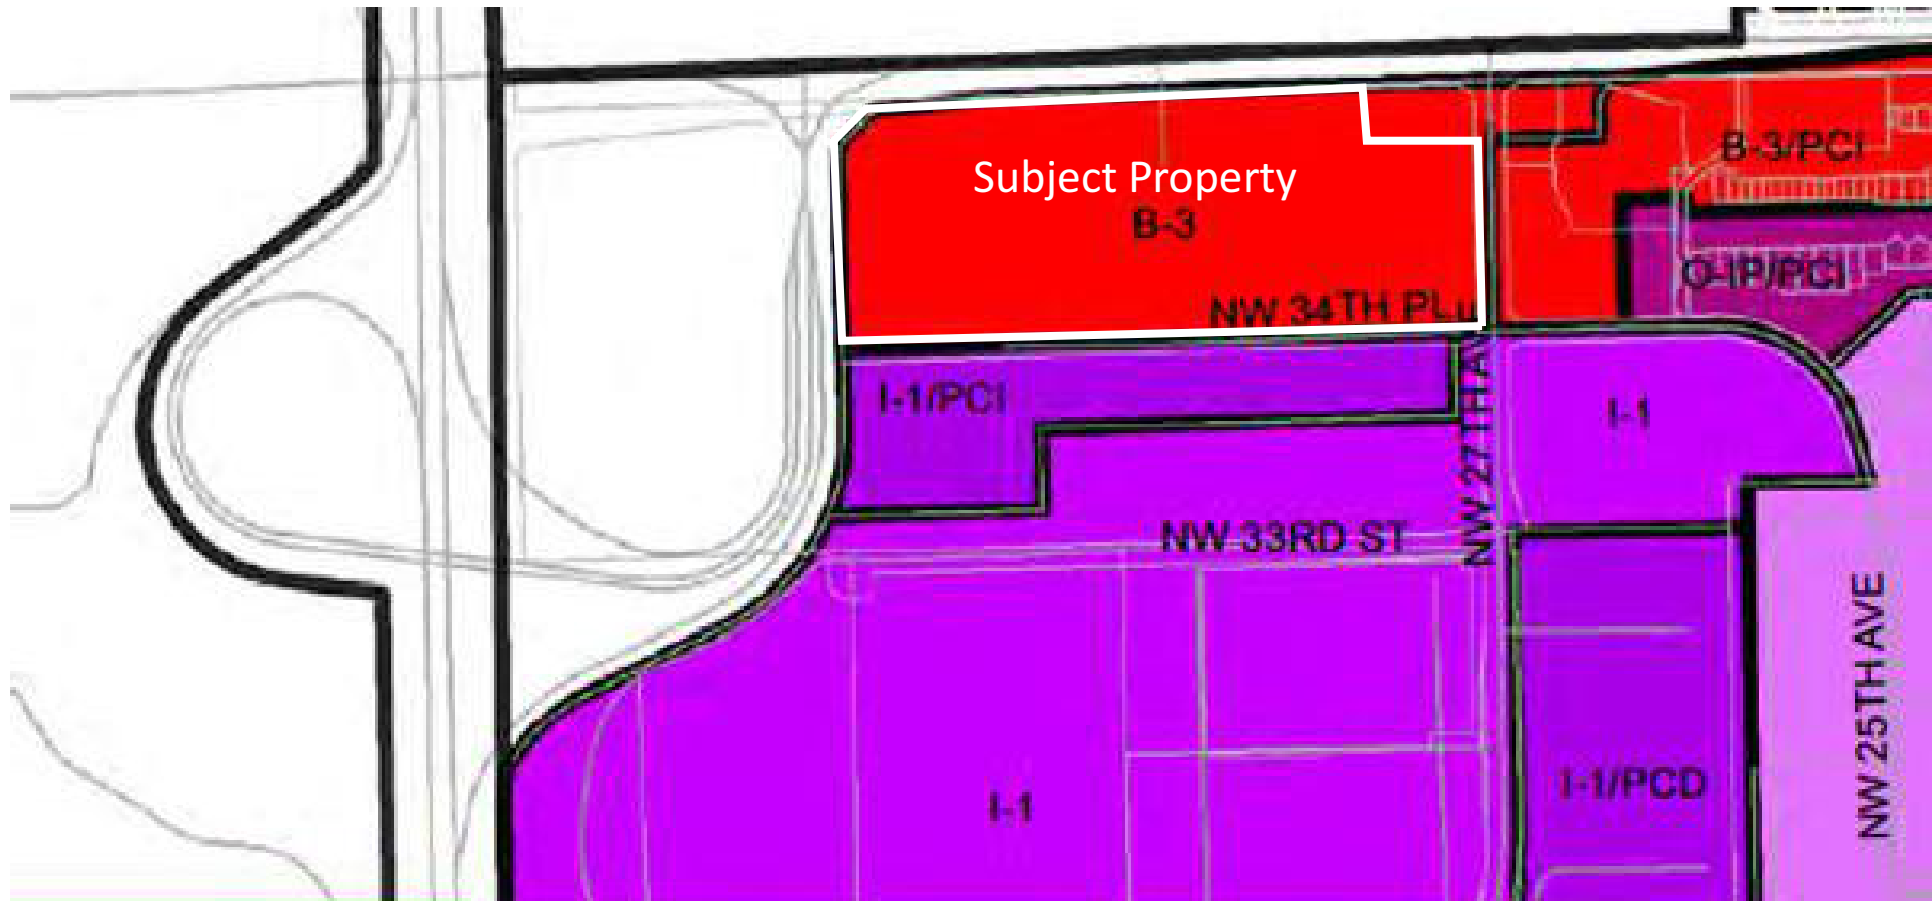 B-3/PCI
Subject Property
B-3
O-IP/PCI
NW 34TH PL
I-1/PCI
I-1
NW 27TH AV
NW 33RD ST
NW 25TH AVE
I-1/PCD
I-1